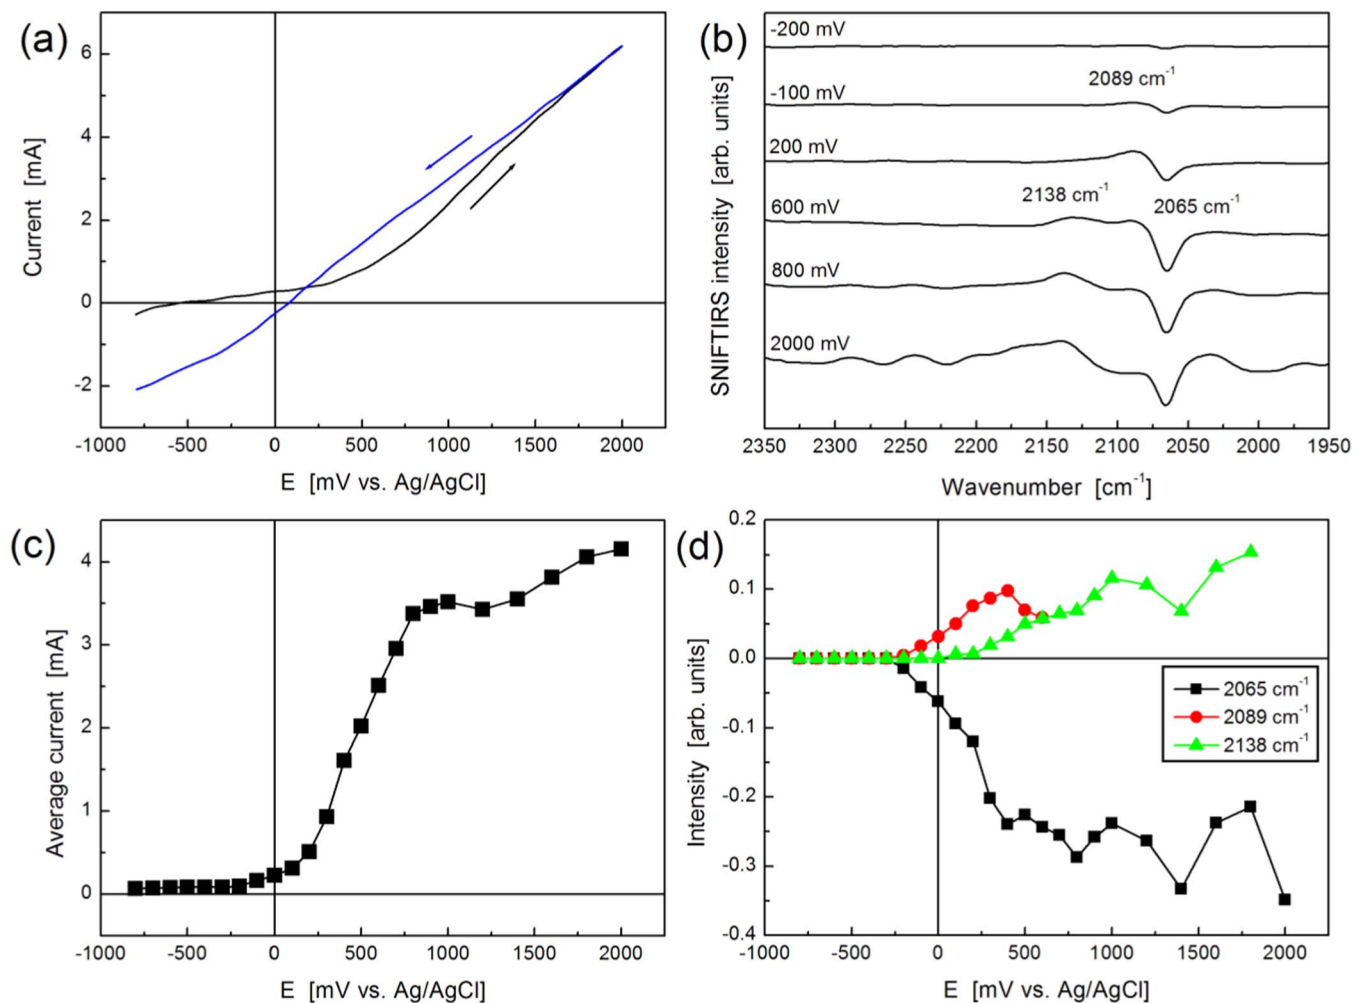 (a)
6
4
2
0
-2
Current [mA]
-1000 -500 0 500 1000 1500 2000
E [mV vs. Ag/AgCl]
(b)
-200 mV
2089 cm⁻¹
-100 mV
200 mV
2138 cm⁻¹
2065 cm⁻¹
600 mV
800 mV
2000 mV
SNIFTIRS intensity [arb. units]
2350 2300 2250 2200 2150 2100 2050 2000 1950
Wavenumber [cm⁻¹]
(c)
4
3
2
1
0
Average current [mA]
-1000 -500 0 500 1000 1500 2000
E [mV vs. Ag/AgCl]
(d)
0.2
0.1
0.0
-0.1
-0.2
-0.3
-0.4
Intensity [arb. units]
2065 cm⁻¹
2089 cm⁻¹
2138 cm⁻¹
-1000 -500 0 500 1000 1500 2000
E [mV vs. Ag/AgCl]